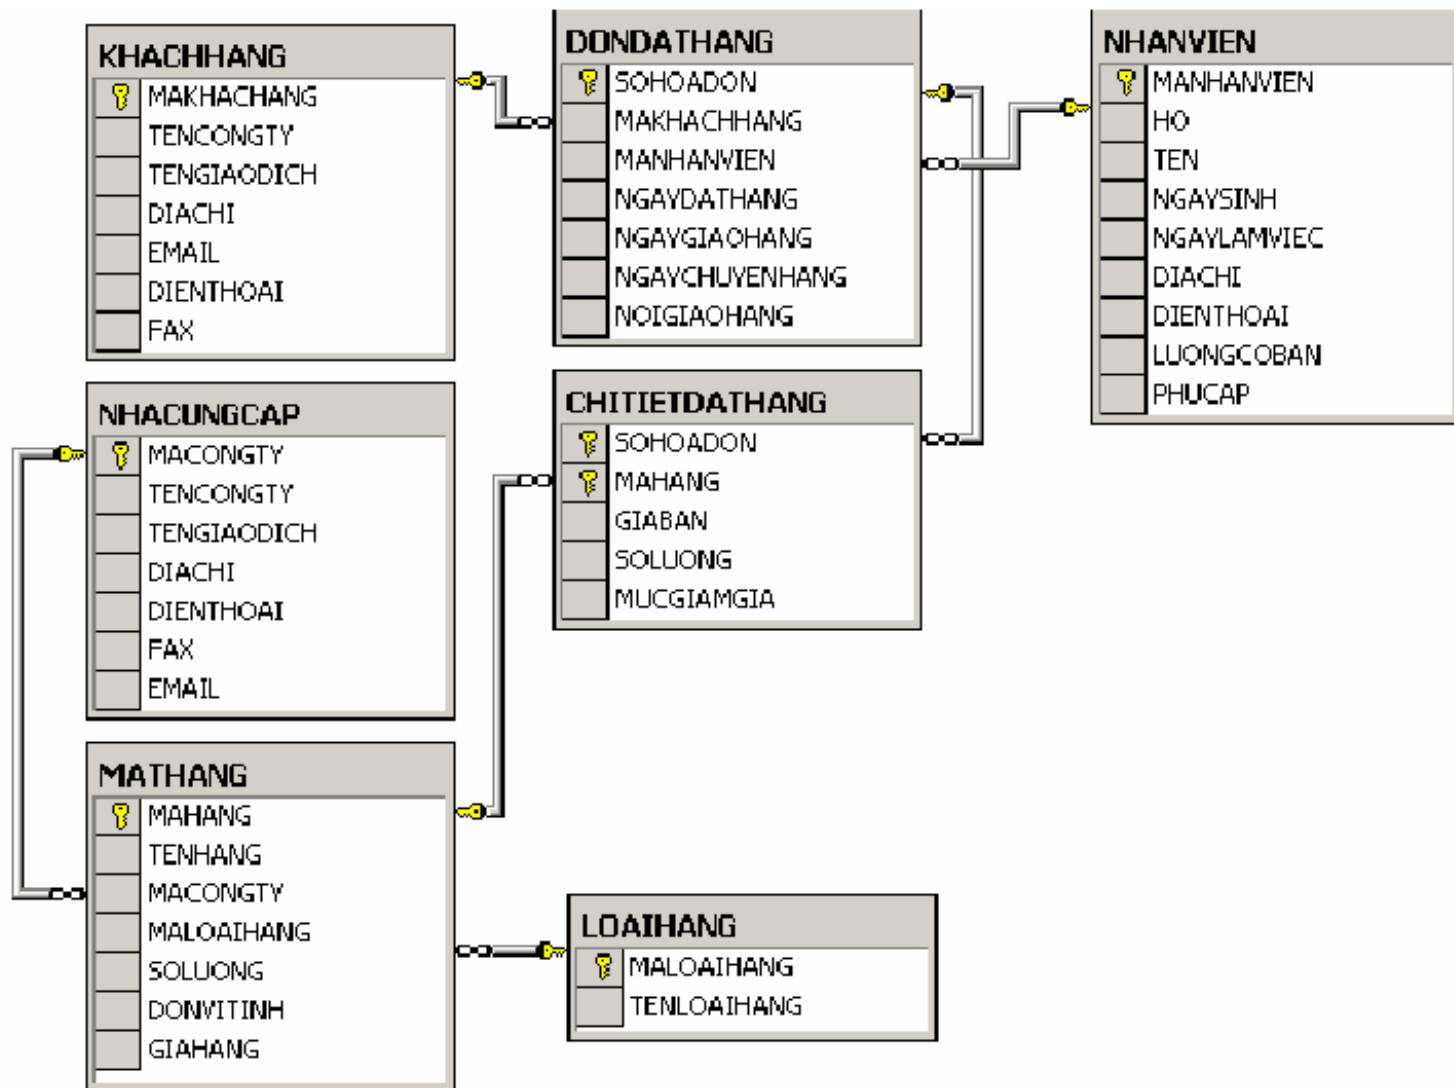 KHACHHANG
MAKHACHANG
TENCONGTY
TENGIAODICH
DIACHI
EMAIL
DIENTHOAI
FAX
DONDATHANG
SOHOADON
MAKHACHHANG
MANHANVIEN
NGAYDATHANG
NGAYGIAOHANG
NGAYCHUYENHANG
NOIGIAOHANG
NHANVIEN
MANHANVIEN
HO
TEN
NGAYSINH
NGAYLAMVIEC
DIACHI
DIENTHOAI
LUONGCOBAN
PHUCAP
NHACUNGCAP
MACONGTY
TENCONGTY
TENGIAODICH
DIACHI
DIENTHOAI
FAX
EMAIL
CHITIETDATHANG
SOHOADON
MAHANG
GIABAN
SOLUONG
MUCGIAMGIA
MATHANG
MAHANG
TENHANG
MACONGTY
MALOAIHANG
SOLUONG
DONVITINH
GIAHANG
LOAIHANG
MALOAIHANG
TENLOAIHANG